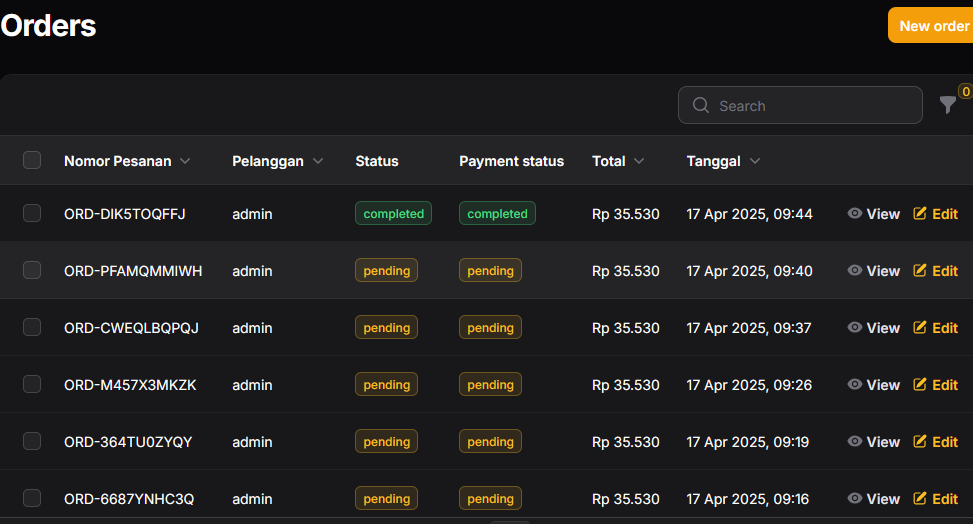 Orders
New order
Search
0
Nomor Pesanan Pelanggan Status Payment status Total Tanggal
ORD-DIK5TOQFFJ admin completed completed Rp 35.530 17 Apr 2025, 09:44 View Edit
ORD-PFAMQMMIWH admin pending pending Rp 35.530 17 Apr 2025, 09:40 View Edit
ORD-CWEQLBQPQJ admin pending pending Rp 35.530 17 Apr 2025, 09:37 View Edit
ORD-M457X3MKZK admin pending pending Rp 35.530 17 Apr 2025, 09:26 View Edit
ORD-364TU0ZYQY admin pending pending Rp 35.530 17 Apr 2025, 09:19 View Edit
ORD-6687YNHC3Q admin pending pending Rp 35.530 17 Apr 2025, 09:16 View Edit